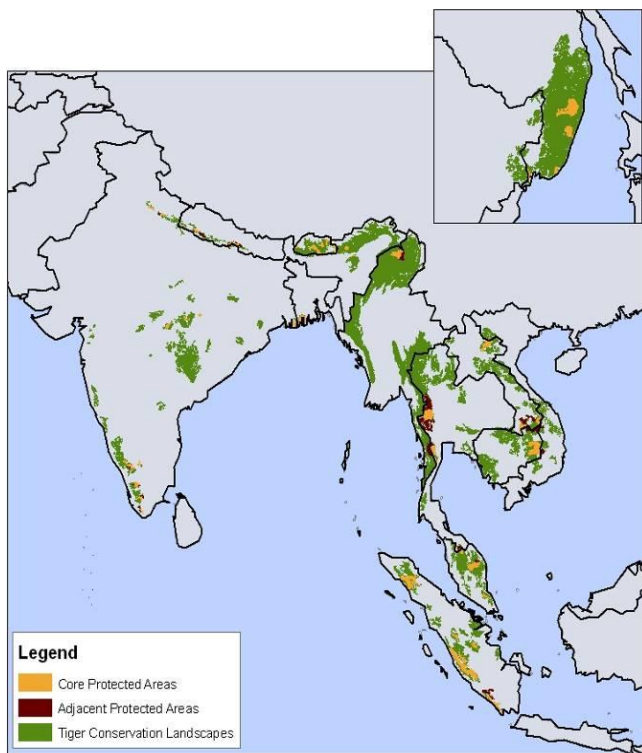 Legend
Core Protected Areas
Adjacent Protected Areas
Tiger Conservation Landscapes